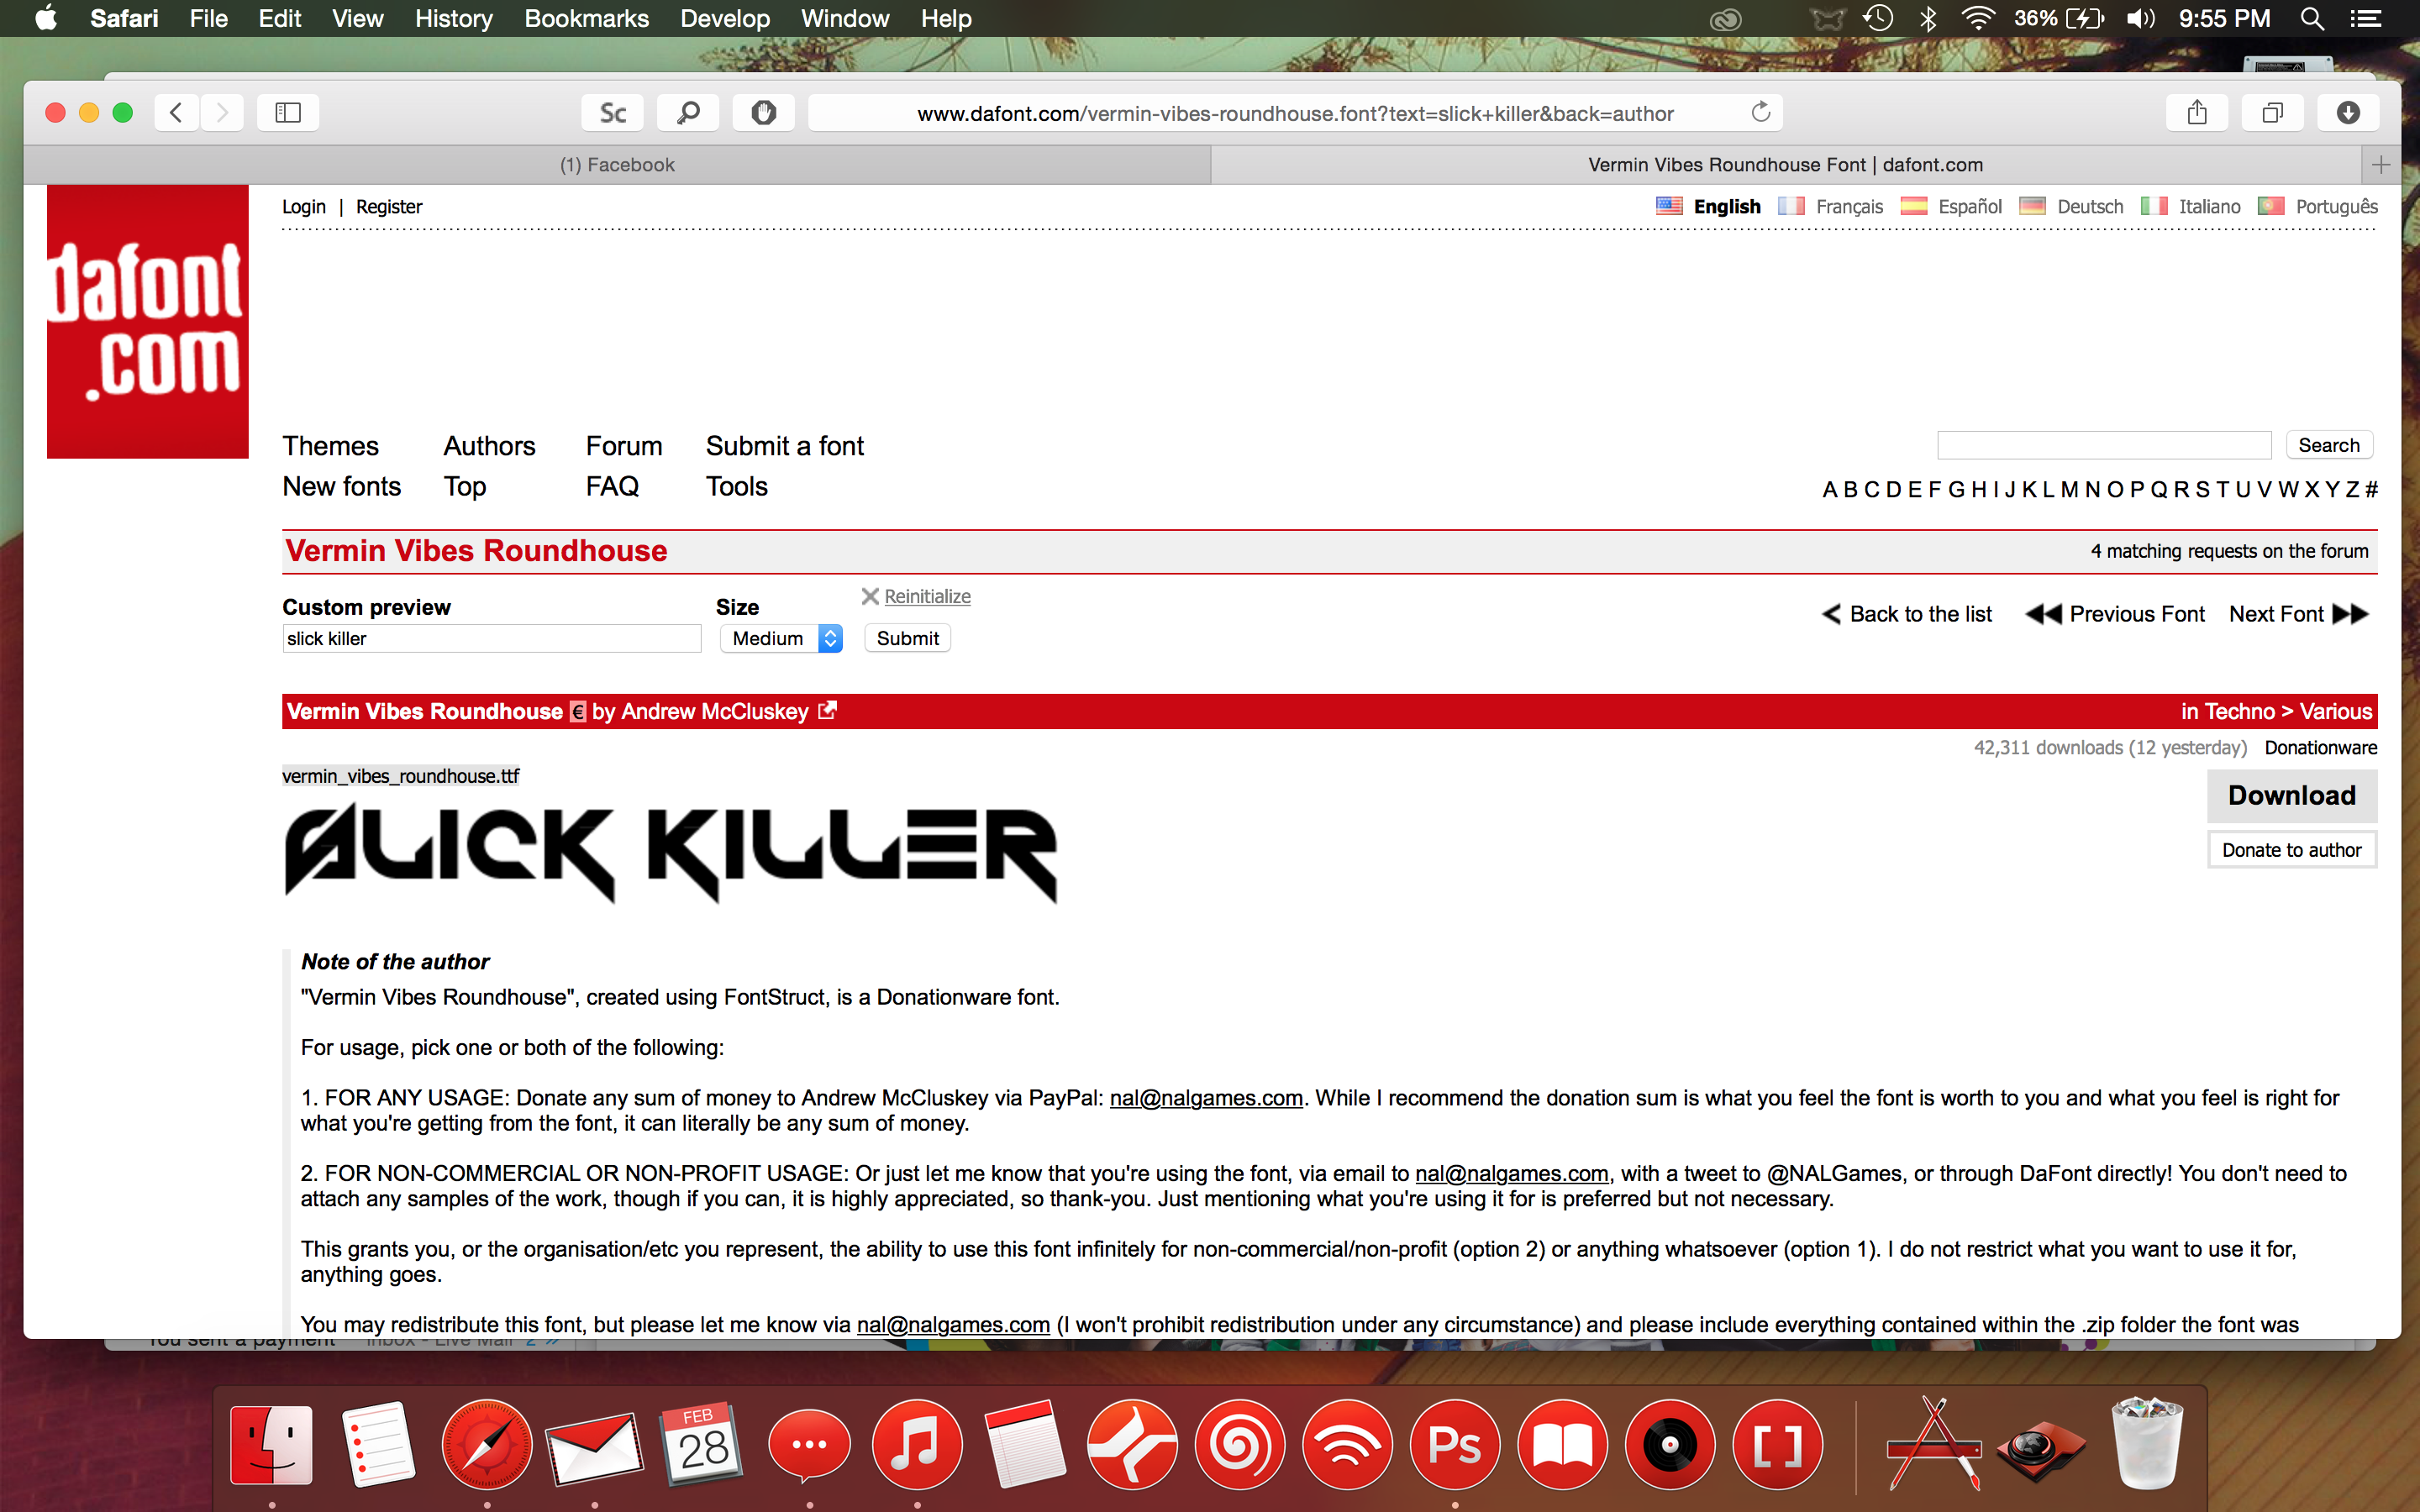 Safari File Edit View History Bookmarks Develop Window Help 36% 9:55 PM
Sc www.dafont.com/vermin-vibes-roundhouse.font?text=slick+killer&back=author
(1) Facebook Vermin Vibes Roundhouse Font | dafont.com
dafont
.com
Login | Register English Français Español Deutsch Italiano Português
Themes Authors Forum Submit a font Search
New fonts Top FAQ Tools A B C D E F G H I J K L M N O P Q R S T U V W X Y Z #
Vermin Vibes Roundhouse 4 matching requests on the forum
Custom preview Size Reinitialize
Back to the list Previous Font Next Font
slick killer Medium Submit
Vermin Vibes Roundhouse € by Andrew McCluskey in Techno > Various
42,311 downloads (12 yesterday) Donationware
vermin_vibes_roundhouse.ttf
Download
SLICK KILLER
Donate to author
Note of the author
"Vermin Vibes Roundhouse", created using FontStruct, is a Donationware font.
For usage, pick one or both of the following:
1. FOR ANY USAGE: Donate any sum of money to Andrew McCluskey via PayPal: nal@nalgames.com. While I recommend the donation sum is what you feel the font is worth to you and what you feel is right for
what you're getting from the font, it can literally be any sum of money.
2. FOR NON-COMMERCIAL OR NON-PROFIT USAGE: Or just let me know that you're using the font, via email to nal@nalgames.com, with a tweet to @NALGames, or through DaFont directly! You don't need to
attach any samples of the work, though if you can, it is highly appreciated, so thank-you. Just mentioning what you're using it for is preferred but not necessary.
This grants you, or the organisation/etc you represent, the ability to use this font infinitely for non-commercial/non-profit (option 2) or anything whatsoever (option 1). I do not restrict what you want to use it for,
anything goes.
You may redistribute this font, but please let me know via nal@nalgames.com (I won't prohibit redistribution under any circumstance) and please include everything contained within the .zip folder the font was
You sent a payment Inbox - Live Mail 2
FEB
28
Ps